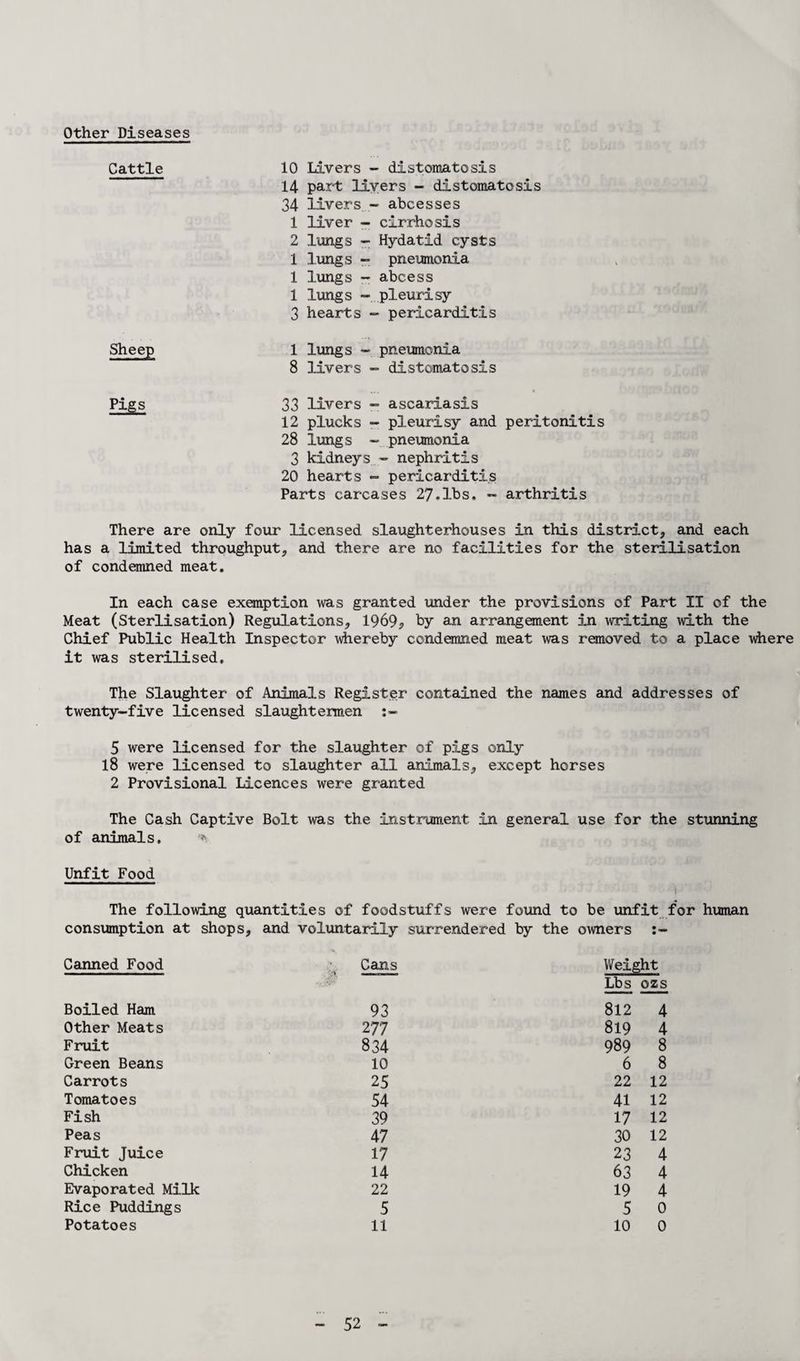 Other Diseases
Cattle 10 Livers - distomatosis
14 part livers - distomatosis
34 livers - abcesses
1 liver - cirrhosis
2 lungs - Hydatid cysts
1 lungs - pneumonia
1 lungs - abcess
1 lungs - pleurisy
3 hearts - pericarditis
Sheep 1 lungs - pneumonia
8 livers - distomatosis
Pigs 33 livers - ascariasis
12 plucks - pleurisy and peritonitis
28 lungs - pneumonia
3 kidneys - nephritis
20 hearts - pericarditis
Parts carcases 27.lbs. - arthritis
There are only four licensed slaughterhouses in this district, and each
has a limited throughput, and there are no facilities for the sterilisation
of condemned meat.
In each case exemption was granted under the provisions of Part II of the
Meat (Sterlisation) Regulations, 1969, by an arrangement in writing with the
Chief Public Health Inspector whereby condemned meat was removed to a place where
it was sterilised.
The Slaughter of Animals Register contained the names and addresses of
twenty-five licensed slaughtermen :-
5 were licensed for the slaughter of pigs only
18 were licensed to slaughter all animals, except horses
2 Provisional Licences were granted
The Cash Captive Bolt was the instrument in general use for the stunning
of animals.
Unfit Food
The following quantities of foodstuffs were found to be unfit for human
consumption at shops, and voluntarily surrendered by the owners :-
Canned Food Cans Weight
Lbs ozs
Boiled Ham 93 812 4
Other Meats 277 819 4
Fruit 834 989 8
Green Beans 10 6 8
Carrots 25 22 12
Tomatoes 54 41 12
Fish 39 17 12
Peas 47 30 12
Fruit Juice 17 23 4
Chicken 14 63 4
Evaporated Milk 22 19 4
Rice Puddings 5 5 0
Potatoes 11 10 0
- 52 -